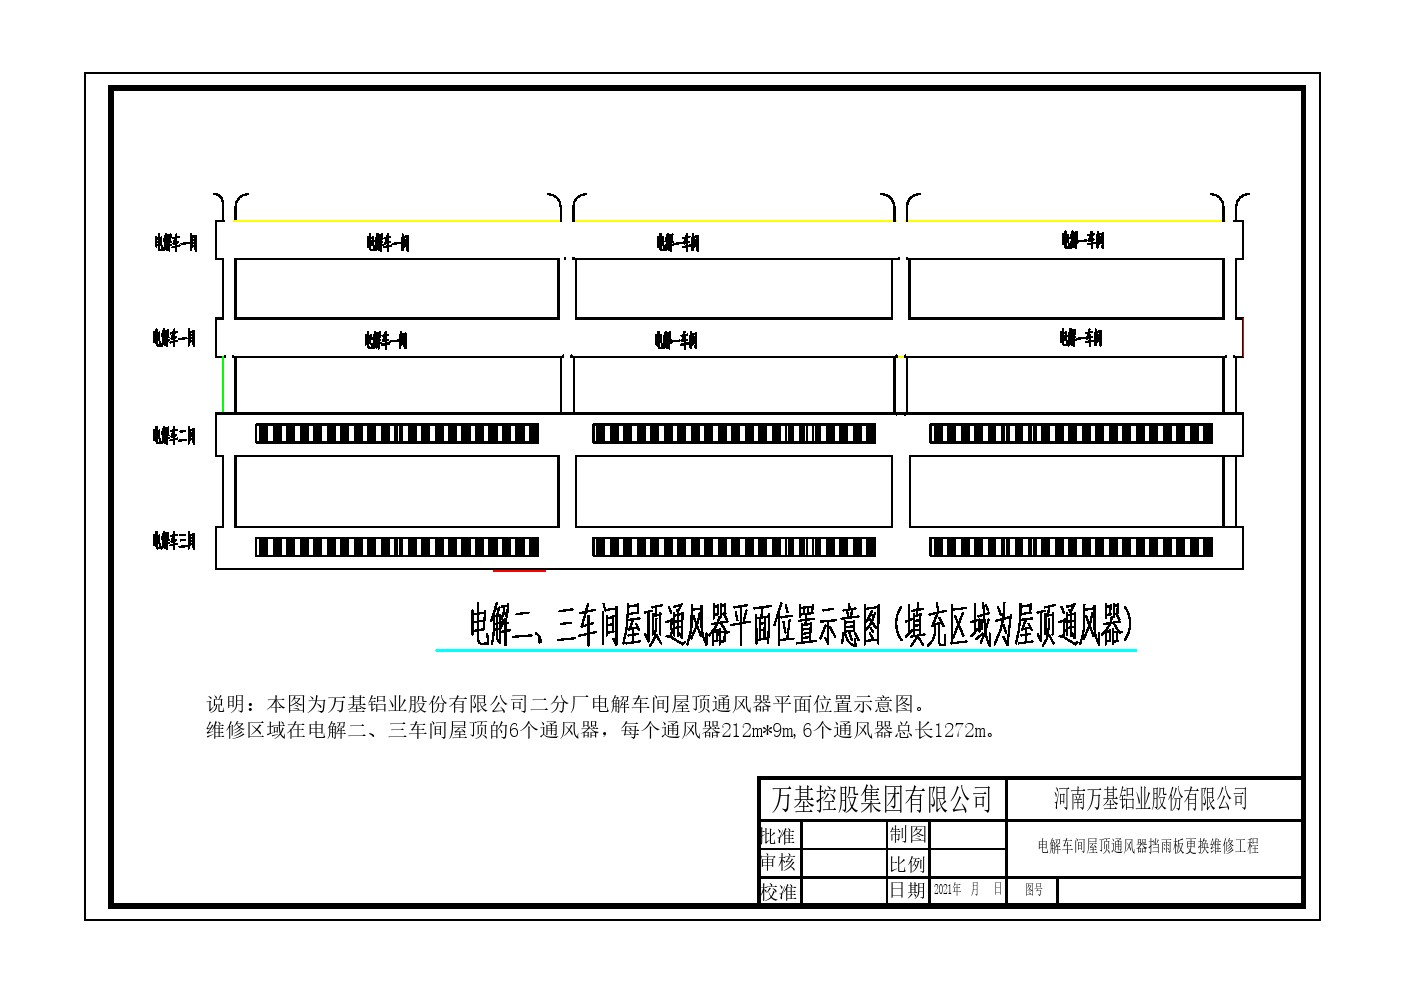 电解车一间 电解车一间 电解一车间 电解一车间
电解车一间 电解车一间 电解一车间 电解一车间
电解车二间
电解车三间
电解二、三车间屋顶通风器平面位置示意图（填充区域为屋顶通风器）
说明：本图为万基铝业股份有限公司二分厂电解车间屋顶通风器平面位置示意图。
维修区域在电解二、三车间屋顶的6个通风器，每个通风器212m*9m,6个通风器总长1272m。
万基控股集团有限公司 河南万基铝业股份有限公司
批准 制图 电解车间屋顶通风器挡雨板更换维修工程
审核 比例
校准 日期 2021年 月 日 图号